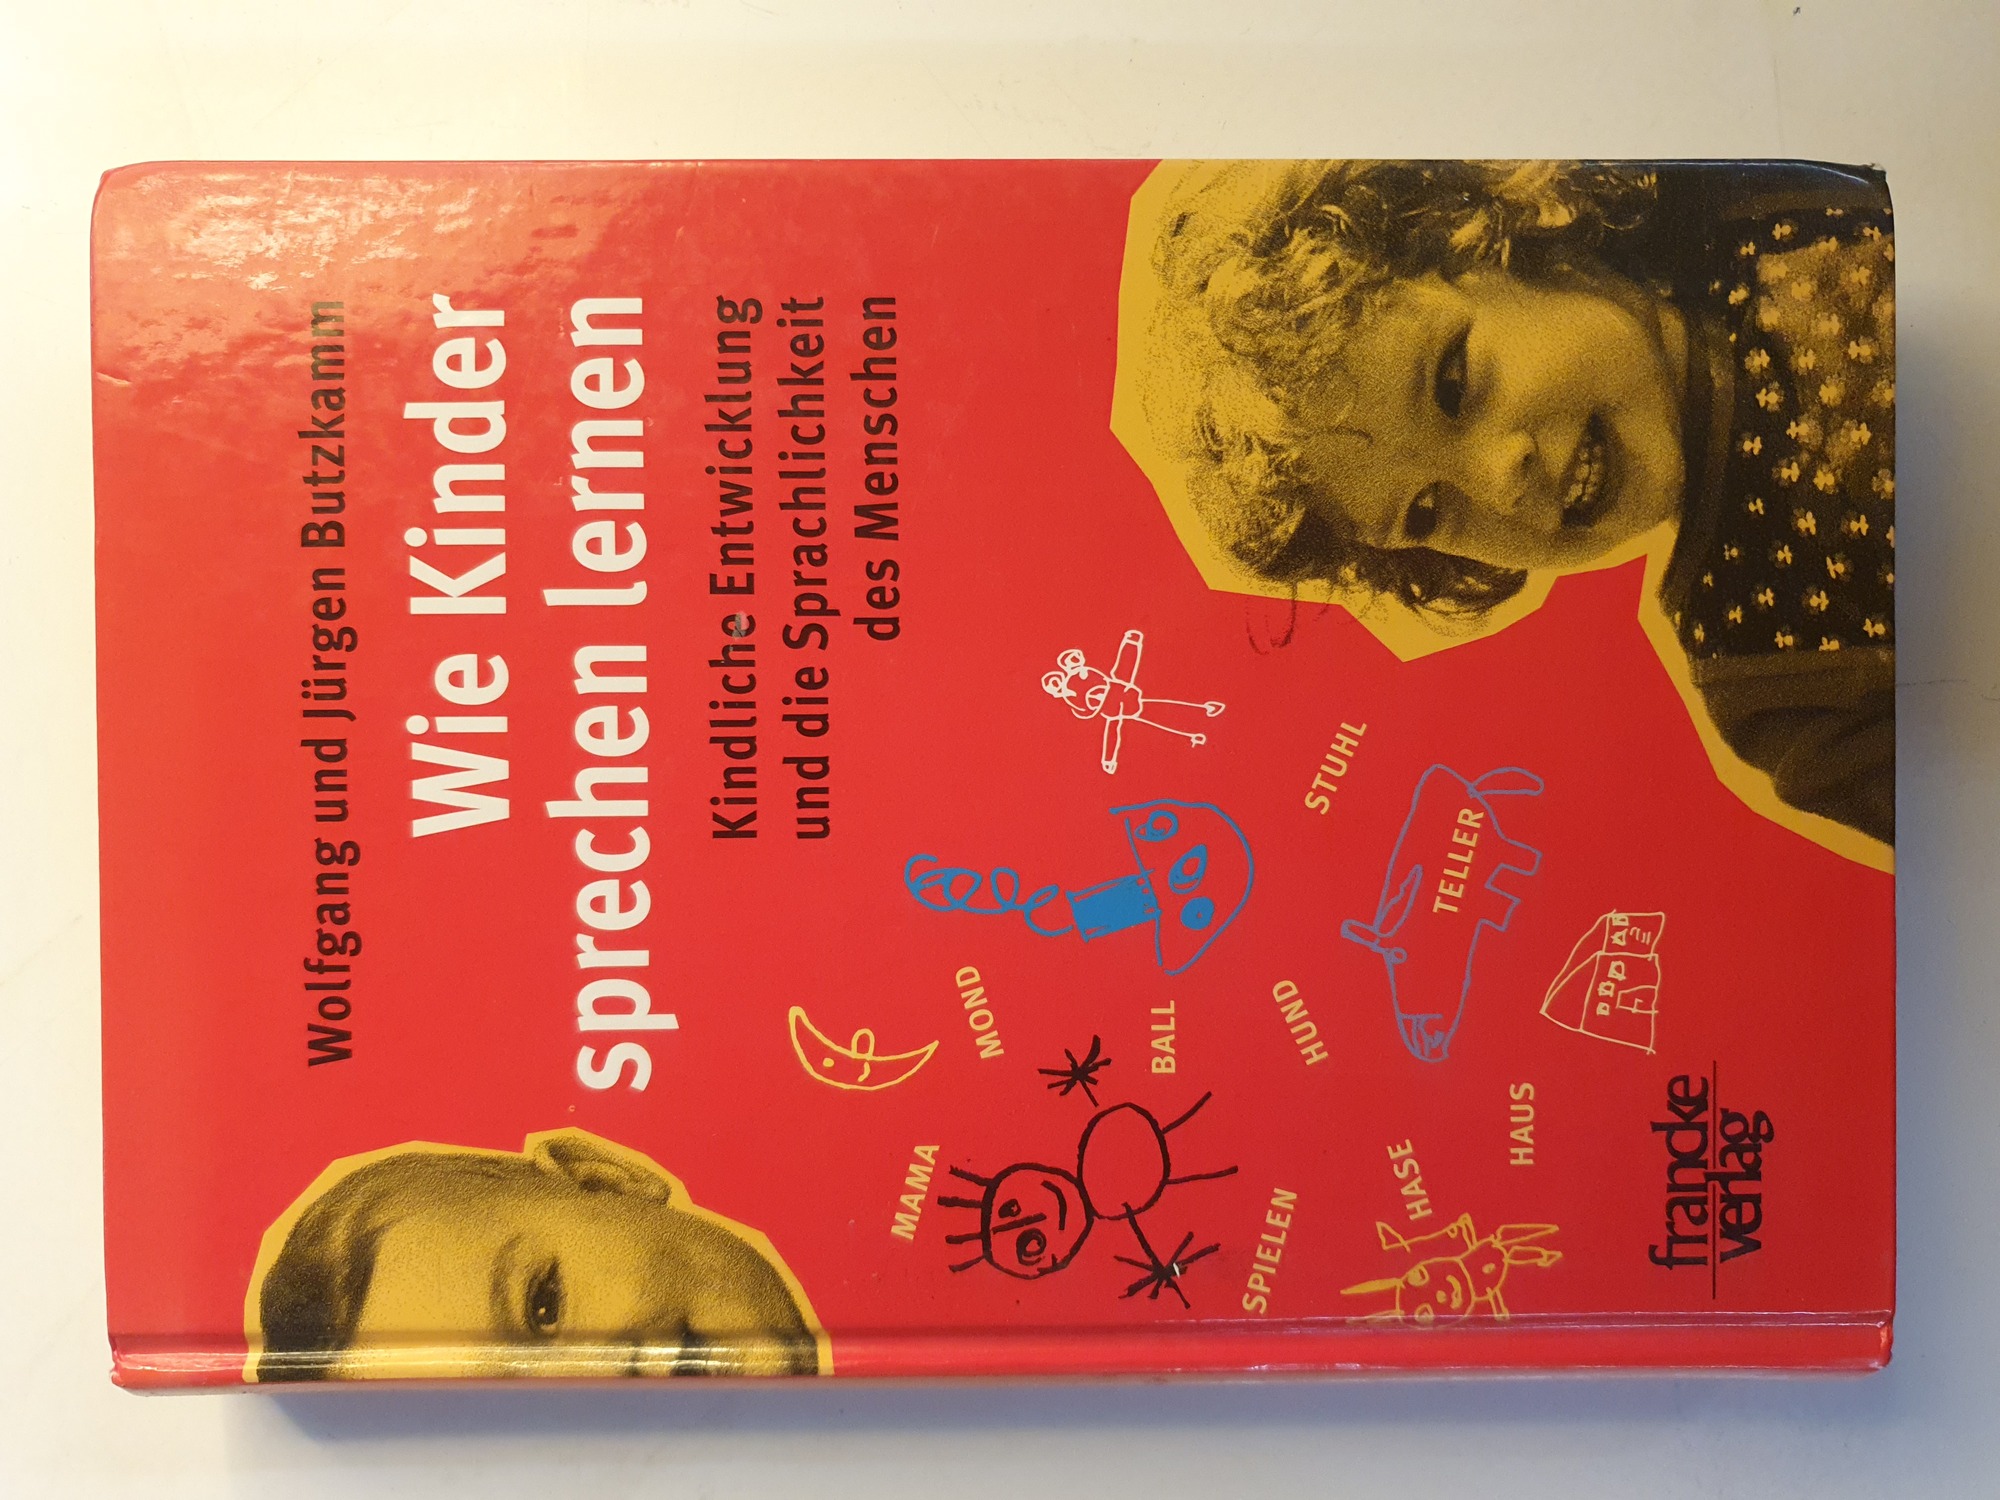 Wolfgang und Jürgen Butzkamm
Wie Kinder
sprechen lernen
Kindliche Entwicklung
und die Sprachlichkeit
des Menschen
MAMA
MOND
BALL
STUHL
SPIELEN
HUND
TELLER
HASE
HAUS
francke
verlag